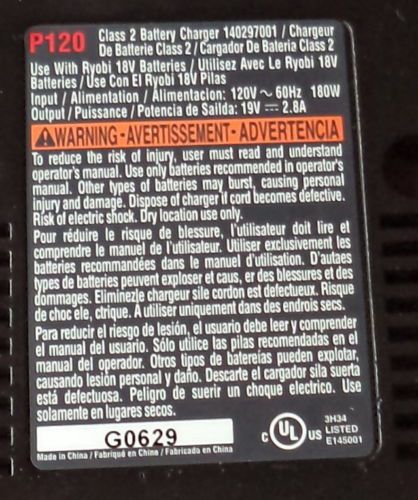 P120 Class 2 Battery Charger 140297001 / Chargeur
De Batterie Class 2 / Cargador De Bateria Class 2
Use With Ryobi 18V Batteries / Utilisez Avec Le Ryobi 18V
Batteries / Use Con El Ryobi 18V Pilas
Input / Alimentation / Alimentacion: 120V ~ 60Hz 180W
Output / Puissance / Potencia de Sailda: 19V ⎓ 2.8A
⚠WARNING - AVERTISSEMENT - ADVERTENCIA
To reduce the risk of injury, user must read and understand
operator's manual. Use only batteries recommended in operator's
manual. Other types of batteries may burst, causing personal
injury and damage. Dispose of charger if cord becomes defective.
Risk of electric shock. Dry location use only.
Pour réduire le risque de blessure, l'utilisateur doit lire et
comprendre le manuel de l'utilisateur. Utiliser exclusivement les
batteries recommandées dans le manuel d'utilisation. D'autaes
types de batteries peuvent exploser et caus, er des blessures et des
dommages. Eliminezle chargeur sile cordon est defectueux. Risque
de choc éle, ctrique. A utiliser uniquement dans des endrois secs.
Para reducir el riesgo de lesión, el usuario debe leer y comprender
el manual del usuario. Sólo utilice las pilas recomendadas en el
manual del operador. Otros tipos de batereías pueden explotar,
causando lesión personal y daño. Descarte el cargador sila suerta
está defectuosa. Peligro de suerir un choque electrico. Use
solamente en lugares secos.
G0629
Made in China / Fabriqué en Chine / Fabricado en China
C UL US
3H34
LISTED
E145001